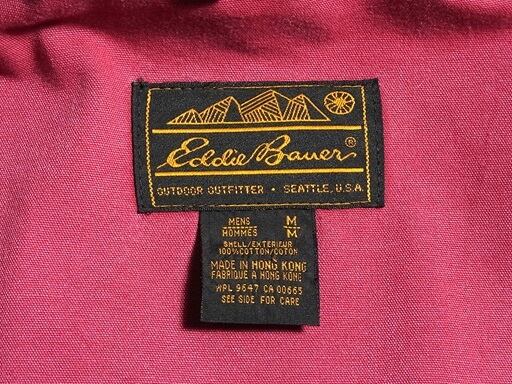 Eddie Bauer
OUTDOOR OUTFITTER • SEATTLE, U.S.A.
MENS M
HOMMES M
SHELL/EXTERIEUR
100% COTTON/COTON
MADE IN HONG KONG
FABRIQUE A HONG KONG
WPL 9647 CA 00665
SEE SIDE FOR CARE